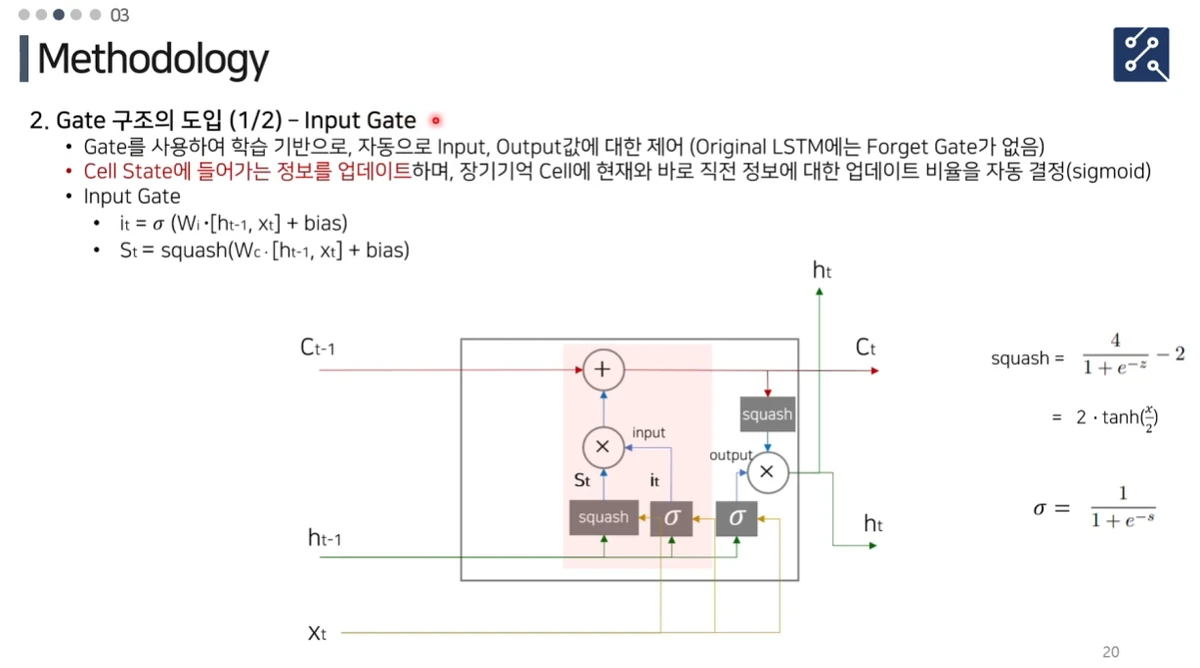 03
Methodology
2. Gate 구조의 도입 (1/2) – Input Gate
• Gate를 사용하여 학습 기반으로, 자동으로 Input, Output값에 대한 제어 (Original LSTM에는 Forget Gate가 없음)
• Cell State에 들어가는 정보를 업데이트하며, 장기기억 Cell에 현재와 바로 직전 정보에 대한 업데이트 비율을 자동 결정(sigmoid)
• Input Gate
• it = σ (Wi·[ht-1, xt] + bias)
• St = squash(Wc · [ht-1, xt] + bias)
ht
Ct-1
Ct
+
squash = 4 / (1 + e^{-z}) - 2
squash
= 2 · tanh(x/2)
×
input
output
×
St
it
squash
σ
σ
σ = 1 / (1 + e^{-s})
ht-1
ht
Xt
20